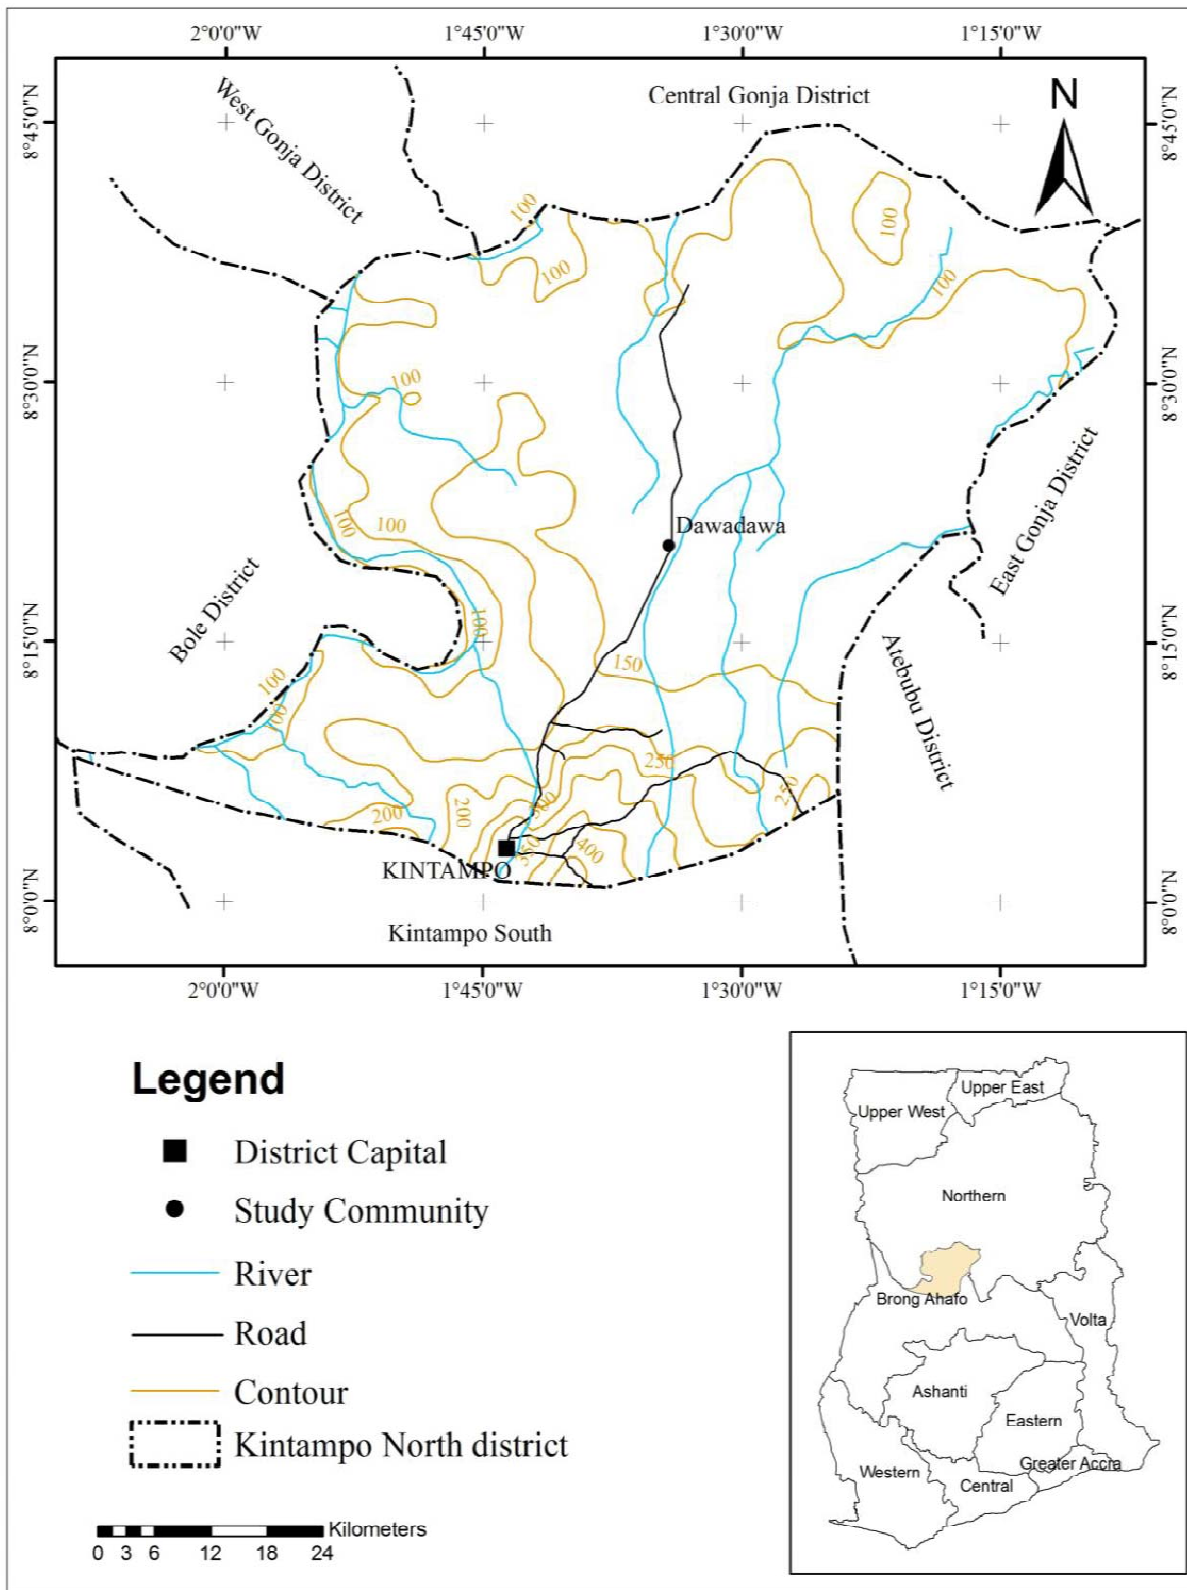 2°0'0"W 1°45'0"W 1°30'0"W 1°15'0"W
8°45'0"N
8°45'0"N
8°30'0"N
8°30'0"N
8°15'0"N
8°15'0"N
8°0'0"N
8°0'0"N
West Gonja District
Central Gonja District
N
100
100
100
100
100
100
100
Dawadawa
East Gonja District
Bole District
100
Atebubu District
150
100
250
250
200
200
400
KINTAMPO
Kintampo South
2°0'0"W 1°45'0"W 1°30'0"W 1°15'0"W
Legend
District Capital
Study Community
River
Road
Contour
Kintampo North district
Kilometers
0 3 6 12 18 24
Upper East
Upper West
Northern
Brong Ahafo
Volta
Ashanti
Eastern
Greater Accra
Western
Central